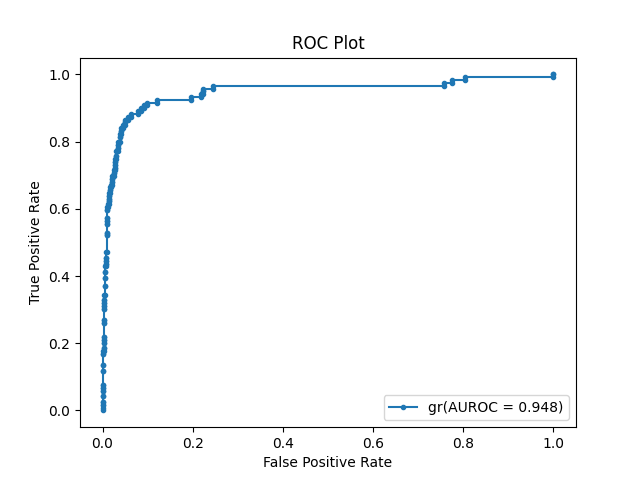 ROC Plot
True Positive Rate
1.0
0.8
0.6
0.4
0.2
0.0
gr(AUROC = 0.948)
0.0 0.2 0.4 0.6 0.8 1.0
False Positive Rate